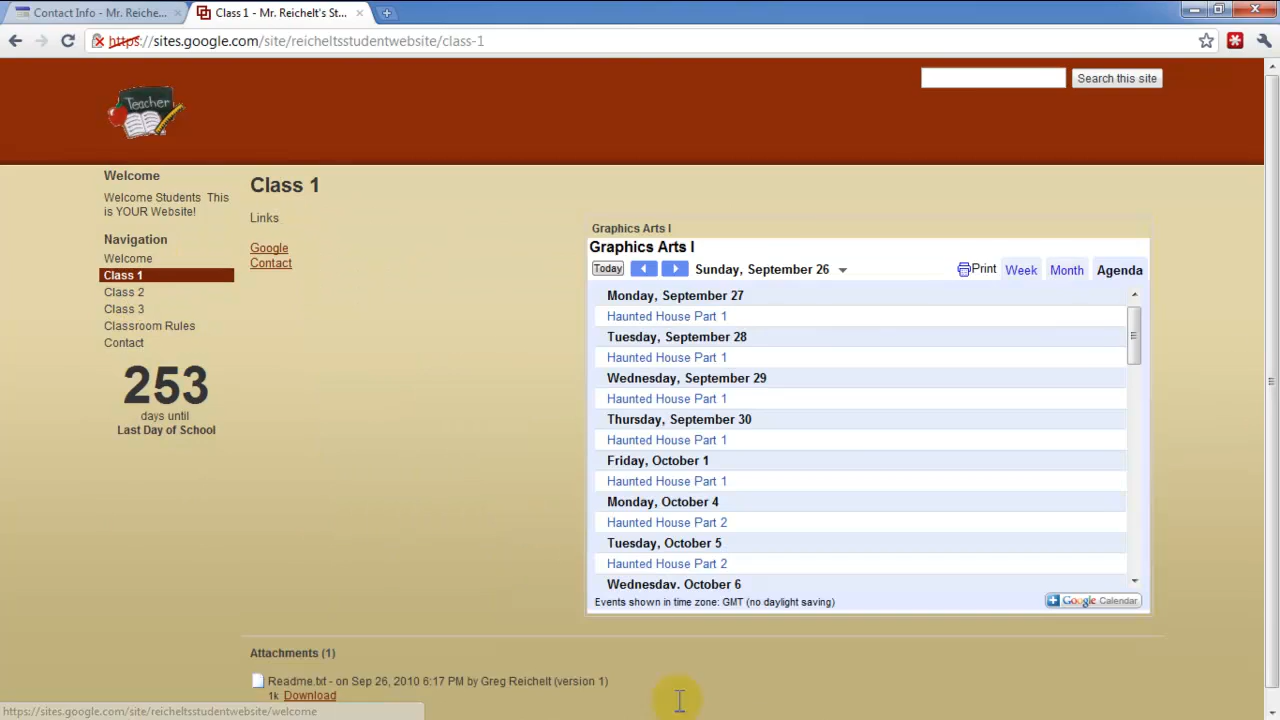 Contact Info - Mr. Reiche...
Class 1 - Mr. Reichelt's St...
https://sites.google.com/site/reicheltsstudentwebsite/class-1
Teacher
Search this site
Welcome
Welcome Students This
is YOUR Website!
Navigation
Welcome
Class 1
Class 2
Class 3
Classroom Rules
Contact
253
days until
Last Day of School
Class 1
Links
Google
Contact
Graphics Arts I
Graphics Arts I
Today
Sunday, September 26
Print
Week
Month
Agenda
Monday, September 27
Haunted House Part 1
Tuesday, September 28
Haunted House Part 1
Wednesday, September 29
Haunted House Part 1
Thursday, September 30
Haunted House Part 1
Friday, October 1
Haunted House Part 1
Monday, October 4
Haunted House Part 2
Tuesday, October 5
Haunted House Part 2
Wednesday, October 6
Events shown in time zone: GMT (no daylight saving)
Google Calendar
Attachments (1)
Readme.txt - on Sep 26, 2010 6:17 PM by Greg Reichelt (version 1)
1k Download
https://sites.google.com/site/reicheltsstudentwebsite/welcome